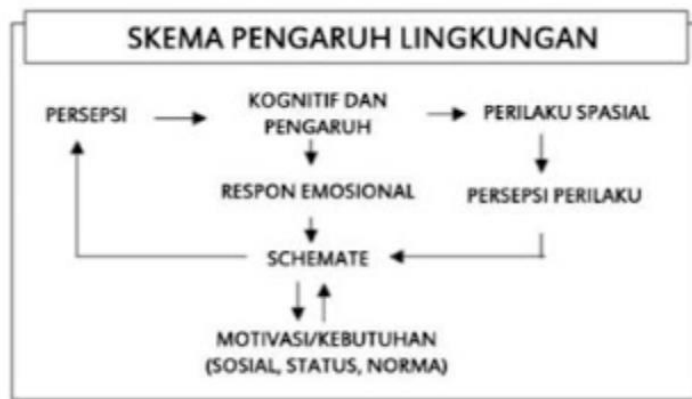 SKEMA PENGARUH LINGKUNGAN
PERSEPSI
KOGNITIF DAN
PENGARUH
PERILAKU SPASIAL
RESPON EMOSIONAL
PERSEPSI PERILAKU
SCHEMATE
MOTIVASI/KEBUTUHAN
(SOSIAL, STATUS, NORMA)